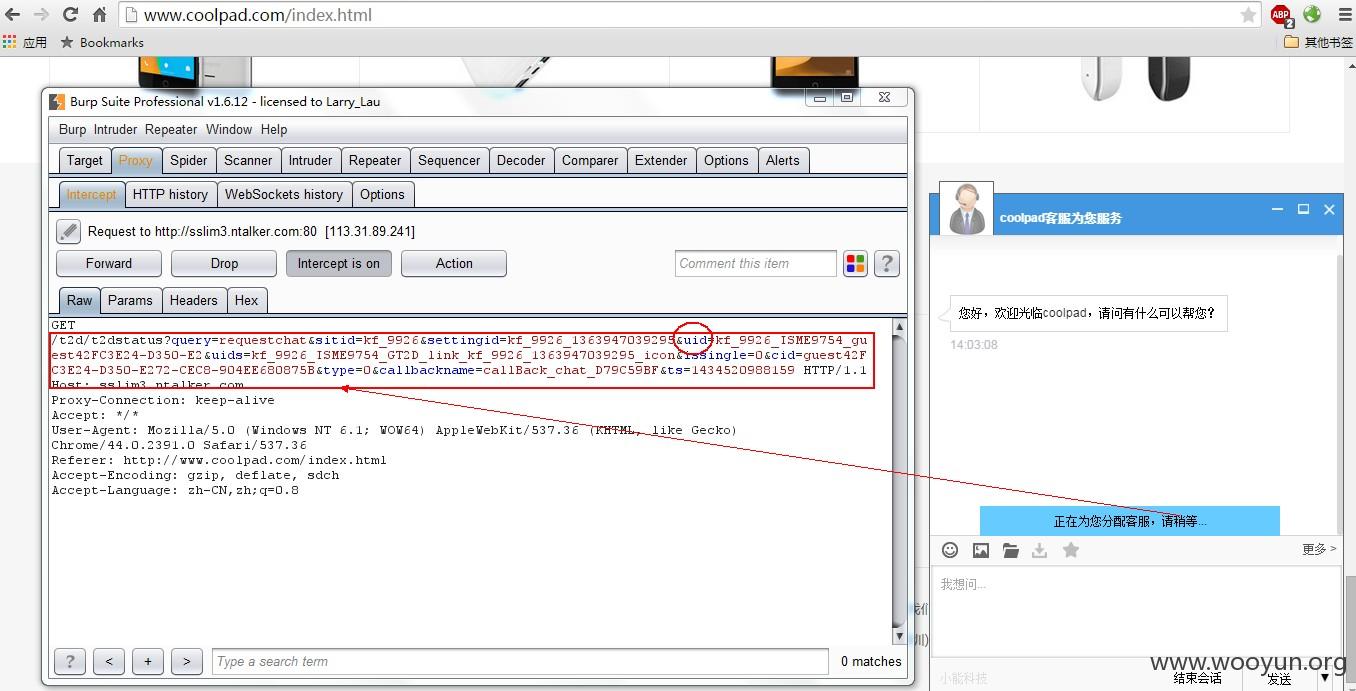 www.coolpad.com/index.html
ABP
2
应用 Bookmarks 其他书签
Burp Suite Professional v1.6.12 - licensed to Larry_Lau
Burp Intruder Repeater Window Help
Target Proxy Spider Scanner Intruder Repeater Sequencer Decoder Comparer Extender Options Alerts
Intercept HTTP history WebSockets history Options
Request to http://sslim3.ntalker.com:80 [113.31.89.241]
Forward Drop Intercept is on Action Comment this item ?
Raw Params Headers Hex
GET
/t2d/t2dstatus?query=requestchat&sitid=kf_9926&settingid=kf_9926_1363947039295&uid=kf_9926_ISME9754_gu
est42FC3E24-D350-E2&uids=kf_9926_ISME9754_GT2D_link_kf_9926_1363947039295_icon&issingle=0&cid=guest42F
C3E24-D350-E272-CEC8-904EE680875B&type=0&callbackname=callBack_chat_D79C59BF&ts=1434520988159 HTTP/1.1
Host: sslim3.ntalker.com
Proxy-Connection: keep-alive
Accept: */*
User-Agent: Mozilla/5.0 (Windows NT 6.1; WOW64) AppleWebKit/537.36 (KHTML, like Gecko)
Chrome/44.0.2391.0 Safari/537.36
Referer: http://www.coolpad.com/index.html
Accept-Encoding: gzip, deflate, sdch
Accept-Language: zh-CN,zh;q=0.8
? < + > Type a search term 0 matches
coolpad客服为您服务
您好，欢迎光临coolpad，请问有什么可以帮您？
14:03:08
正在为您分配客服，请稍等...
更多 >
我想问...
小能科技 结束会话 发送
www.wooyun.org